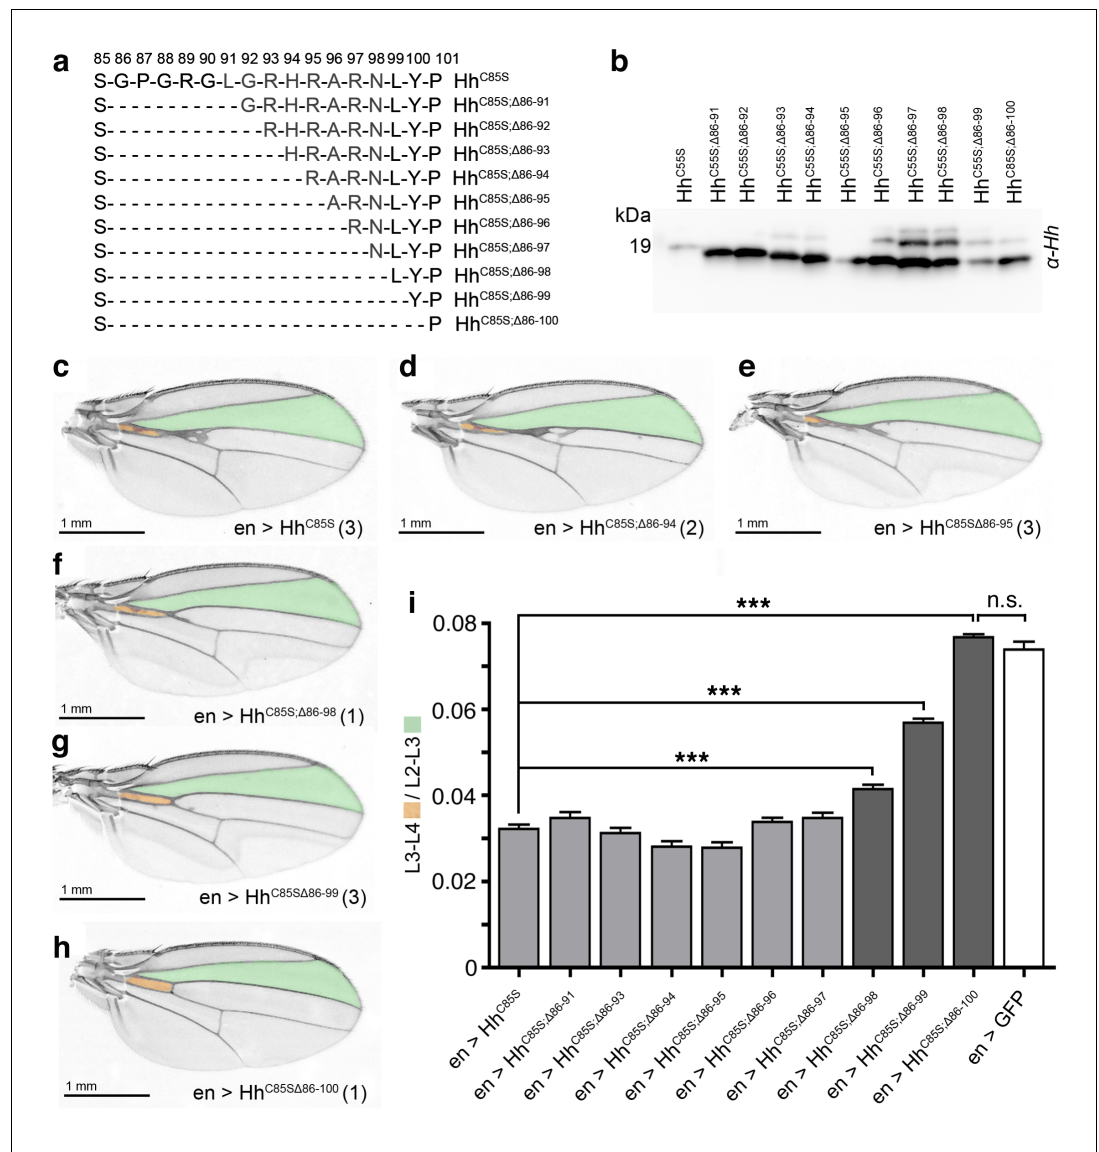 a
85 86 87 88 89 90 91 92 93 94 95 96 97 98 99 100 101
S-G-P-G-R-G-L-G-R-H-R-A-R-N-L-Y-P Hh^C85S
S- - - - - - - - - - - - -G-R-H-R-A-R-N-L-Y-P Hh^C85S;Δ86-91
S- - - - - - - - - - - - - - -R-H-R-A-R-N-L-Y-P Hh^C85S;Δ86-92
S- - - - - - - - - - - - - - - - -H-R-A-R-N-L-Y-P Hh^C85S;Δ86-93
S- - - - - - - - - - - - - - - - - - -R-A-R-N-L-Y-P Hh^C85S;Δ86-94
S- - - - - - - - - - - - - - - - - - - - -A-R-N-L-Y-P Hh^C85S;Δ86-95
S- - - - - - - - - - - - - - - - - - - - - - -R-N-L-Y-P Hh^C85S;Δ86-96
S- - - - - - - - - - - - - - - - - - - - - - - - -N-L-Y-P Hh^C85S;Δ86-97
S- - - - - - - - - - - - - - - - - - - - - - - - - - -L-Y-P Hh^C85S;Δ86-98
S- - - - - - - - - - - - - - - - - - - - - - - - - - - - -Y-P Hh^C85S;Δ86-99
S- - - - - - - - - - - - - - - - - - - - - - - - - - - - - - P Hh^C85S;Δ86-100
b
Hh^C55S
Hh^C55S;Δ86-91
Hh^C55S;Δ86-92
Hh^C55S;Δ86-93
Hh^C55S;Δ86-94
Hh^C55S;Δ86-95
Hh^C55S;Δ86-96
Hh^C55S;Δ86-97
Hh^C55S;Δ86-98
Hh^C55S;Δ86-99
Hh^C85S;Δ86-100
kDa
19
α-Hh
c
1 mm
en > Hh^C85S (3)
d
1 mm
en > Hh^C85S;Δ86-94 (2)
e
1 mm
en > Hh^C85SΔ86-95 (3)
f
1 mm
en > Hh^C85S;Δ86-98 (1)
g
1 mm
en > Hh^C85SΔ86-99 (3)
h
1 mm
en > Hh^C85SΔ86-100 (1)
i
L3-L4 / L2-L3
0.08
0.06
0.04
0.02
0
***
***
***
n.s.
en > Hh^C85S
en > Hh^C85S;Δ86-91
en > Hh^C85S;Δ86-93
en > Hh^C85S;Δ86-94
en > Hh^C85S;Δ86-95
en > Hh^C85S;Δ86-96
en > Hh^C85S;Δ86-97
en > Hh^C85S;Δ86-98
en > Hh^C85S;Δ86-99
en > Hh^C85S;Δ86-100
en > GFP